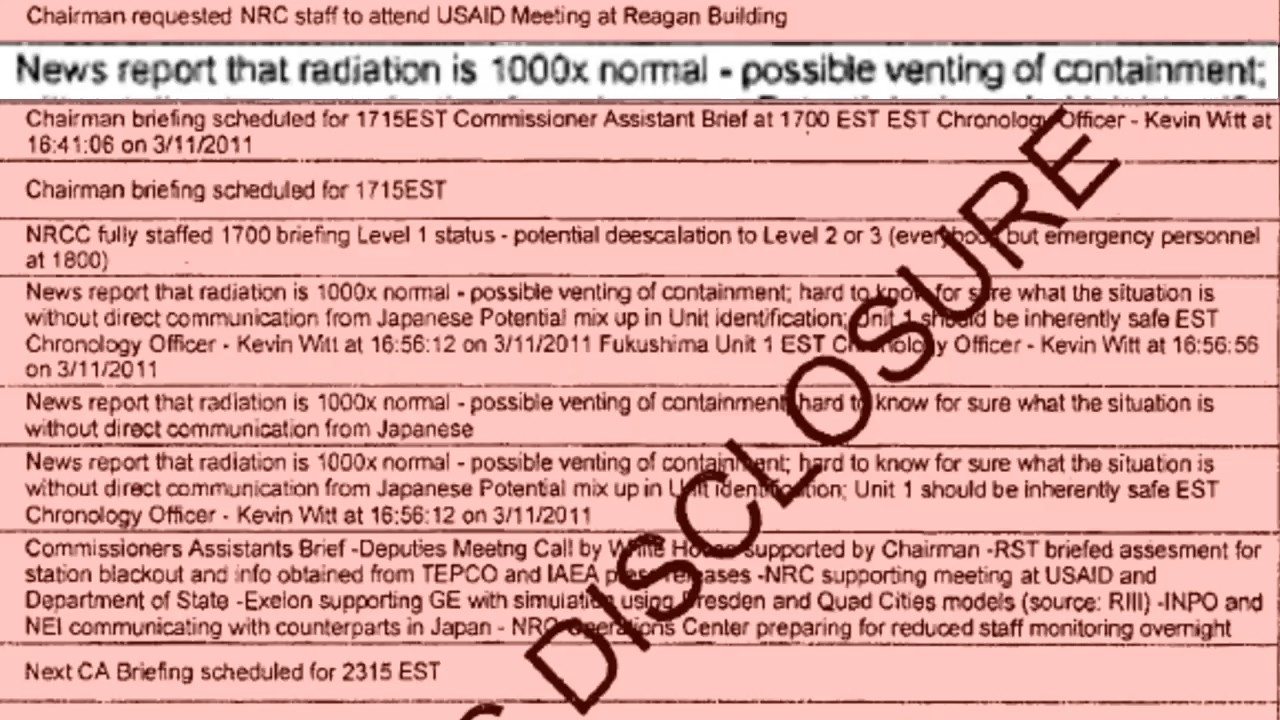 Chairman requested NRC staff to attend USAID Meeting at Reagan Building
News report that radiation is 1000x normal - possible venting of containment;
Chairman briefing scheduled for 1715EST Commissioner Assistant Brief at 1700 EST EST Chronology Officer - Kevin Witt at
16:41:06 on 3/11/2011
Chairman briefing scheduled for 1715EST
NRCC fully staffed 1700 briefing Level 1 status - potential deescalation to Level 2 or 3 (everybody but emergency personnel
at 1800)
News report that radiation is 1000x normal - possible venting of containment; hard to know for sure what the situation is
without direct communication from Japanese Potential mix up in Unit identification; Unit 1 should be inherently safe EST
Chronology Officer - Kevin Witt at 16:56:12 on 3/11/2011 Fukushima Unit 1 EST Chronology Officer - Kevin Witt at 16:56:56
on 3/11/2011
News report that radiation is 1000x normal - possible venting of containment; hard to know for sure what the situation is
without direct communication from Japanese
News report that radiation is 1000x normal - possible venting of containment; hard to know for sure what the situation is
without direct communication from Japanese Potential mix up in Unit identification; Unit 1 should be inherently safe EST
Chronology Officer - Kevin Witt at 16:56:12 on 3/11/2011
Commissioners Assistants Brief -Deputies Meetng Call by White House supported by Chairman -RST briefed assesment for
station blackout and info obtained from TEPCO and IAEA press releases -NRC supporting meeting at USAID and
Department of State -Exelon supporting GE with simulation using Dresden and Quad Cities models (source: RIII) -INPO and
NEI communicating with counterparts in Japan - NRC Operations Center preparing for reduced staff monitoring overnight
Next CA Briefing scheduled for 2315 EST
DISCLOSURE